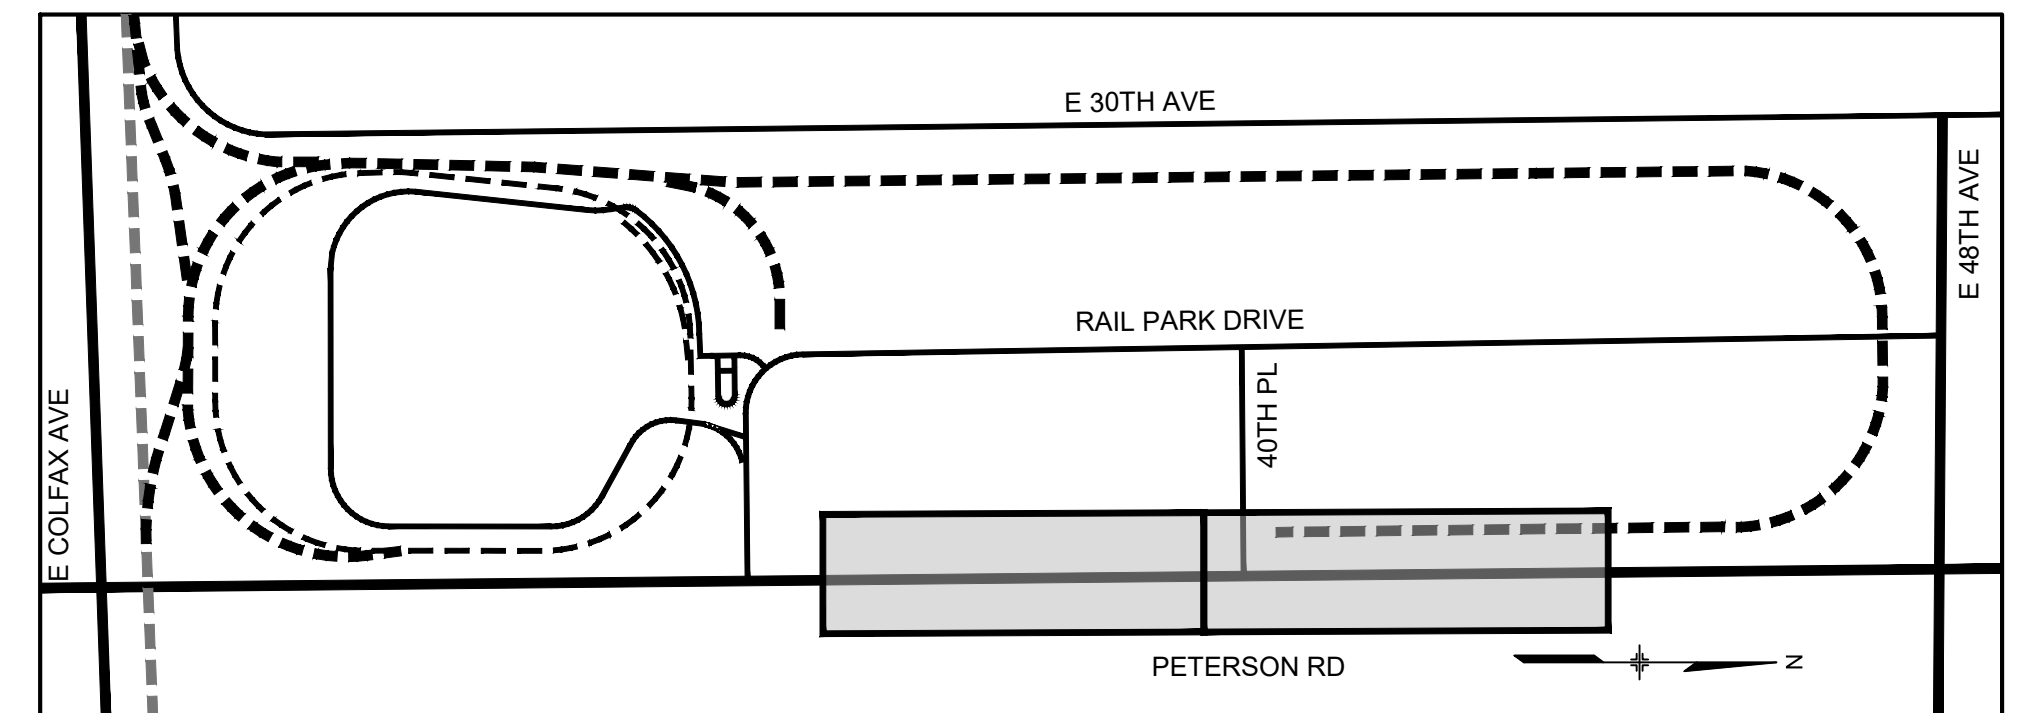 E 30TH AVE
E 48TH AVE
RAIL PARK DRIVE
40TH PL
E COLFAX AVE
PETERSON RD
N